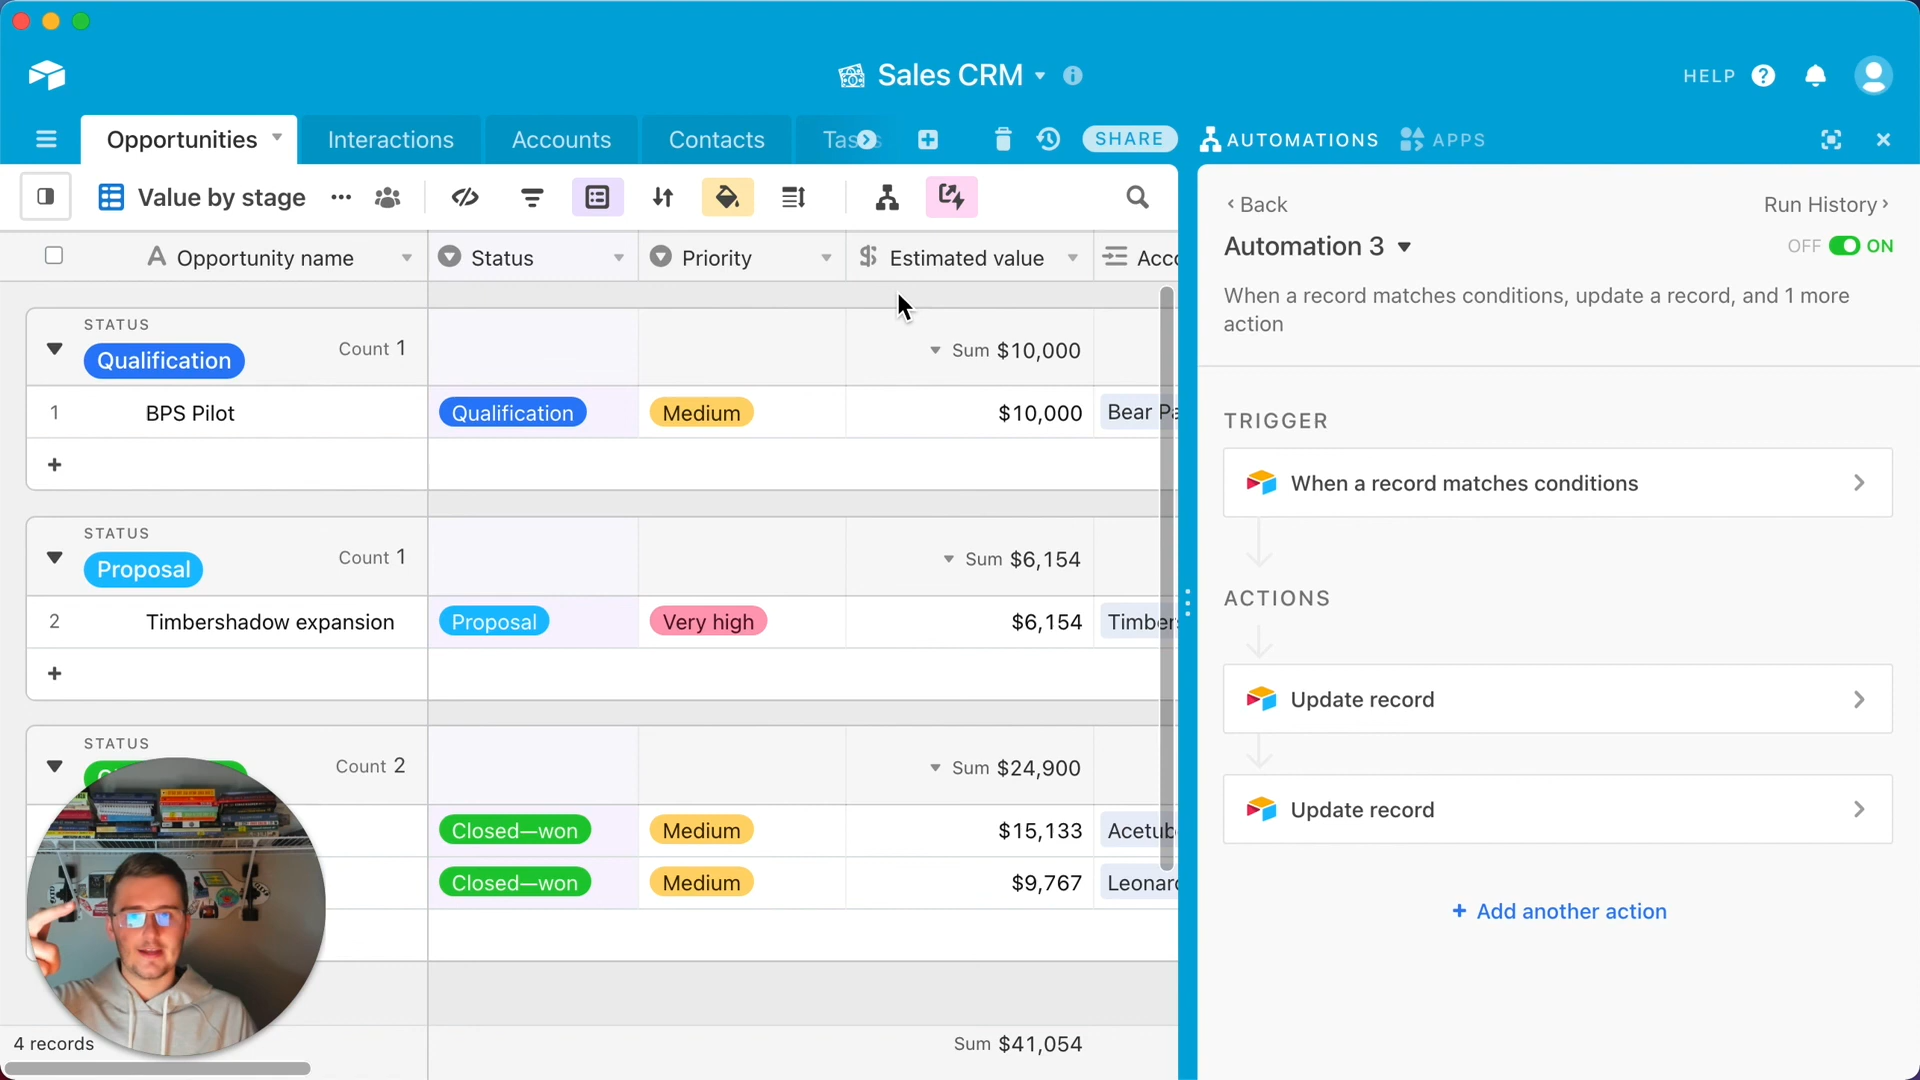 Sales CRM
HELP
Opportunities
Interactions
Accounts
Contacts
SHARE
AUTOMATIONS
APPS
Value by stage
Opportunity name
Status
Priority
Estimated value
STATUS
Qualification
Count 1
Sum $10,000
1
BPS Pilot
Qualification
Medium
$10,000
Bear
STATUS
Proposal
Count 1
Sum $6,154
2
Timbershadow expansion
Proposal
Very high
$6,154
STATUS
Count 2
Sum $24,900
Closed—won
Medium
$15,133
Closed—won
Medium
$9,767
4 records
Sum $41,054
Back
Run History
Automation 3
OFF
ON
When a record matches conditions, update a record, and 1 more
action
TRIGGER
When a record matches conditions
ACTIONS
Update record
Update record
+ Add another action